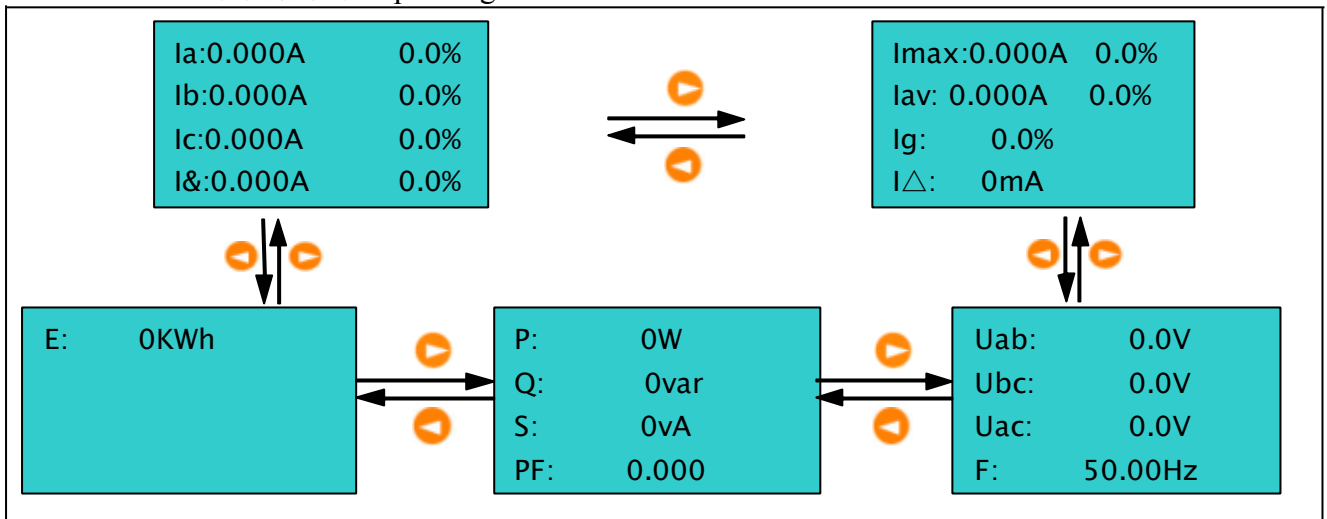 Ia:0.000A 0.0%
Ib:0.000A 0.0%
Ic:0.000A 0.0%
I&:0.000A 0.0%
Imax:0.000A 0.0%
Iav: 0.000A 0.0%
Ig: 0.0%
I△: 0mA
E: 0KWh
P: 0W
Q: 0var
S: 0vA
PF: 0.000
Uab: 0.0V
Ubc: 0.0V
Uac: 0.0V
F: 50.00Hz